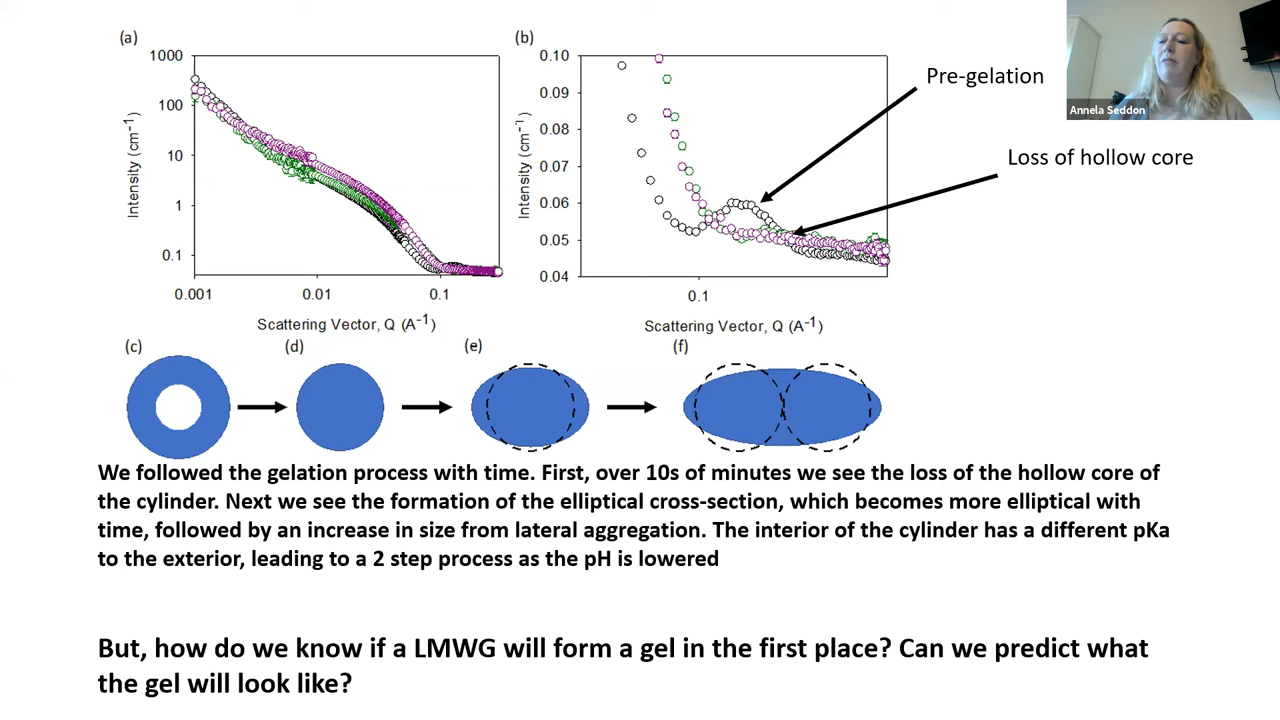 (a)
1000
100
10
1
0.1
Intensity (cm⁻¹)
0.001
0.01
0.1
Scattering Vector, Q (A⁻¹)
(b)
0.10
0.09
0.08
0.07
0.06
0.05
0.04
Intensity (cm⁻¹)
0.1
Scattering Vector, Q (A⁻¹)
Pre-gelation
Loss of hollow core
Annela Seddon
(c)
(d)
(e)
(f)
We followed the gelation process with time. First, over 10s of minutes we see the loss of the hollow core of
the cylinder. Next we see the formation of the elliptical cross-section, which becomes more elliptical with
time, followed by an increase in size from lateral aggregation. The interior of the cylinder has a different pKa
to the exterior, leading to a 2 step process as the pH is lowered
But, how do we know if a LMWG will form a gel in the first place? Can we predict what
the gel will look like?